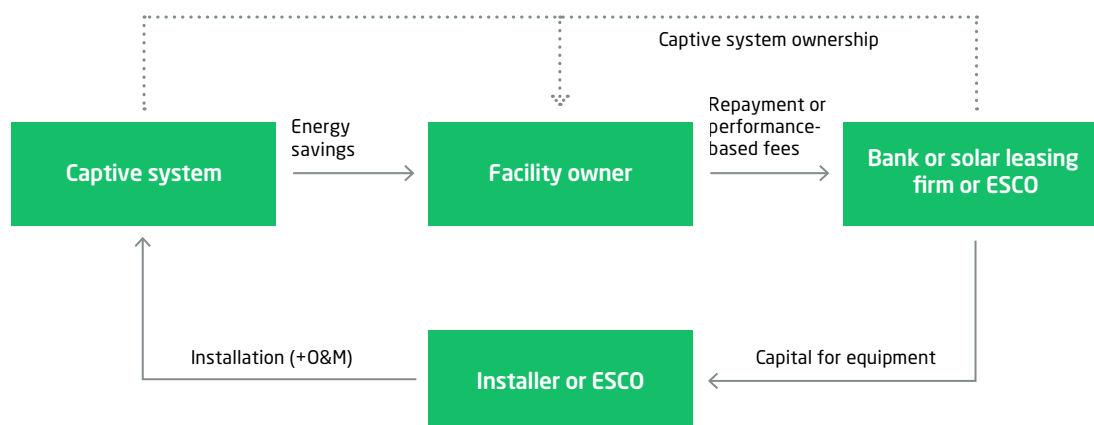 Captive system ownership
Energy
savings
Repayment or
performance-
based fees
Captive system
Facility owner
Bank or solar leasing
firm or ESCO
Installation (+O&M)
Installer or ESCO
Capital for equipment